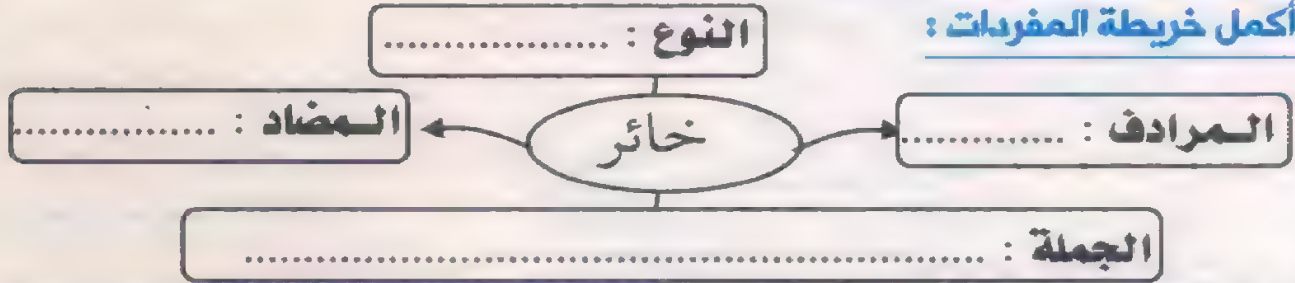 أكمل خريطة المفردات :
النوع : ..................
المرادف : .............
خائر
المضاد : ................
الجملة : ..........................................................